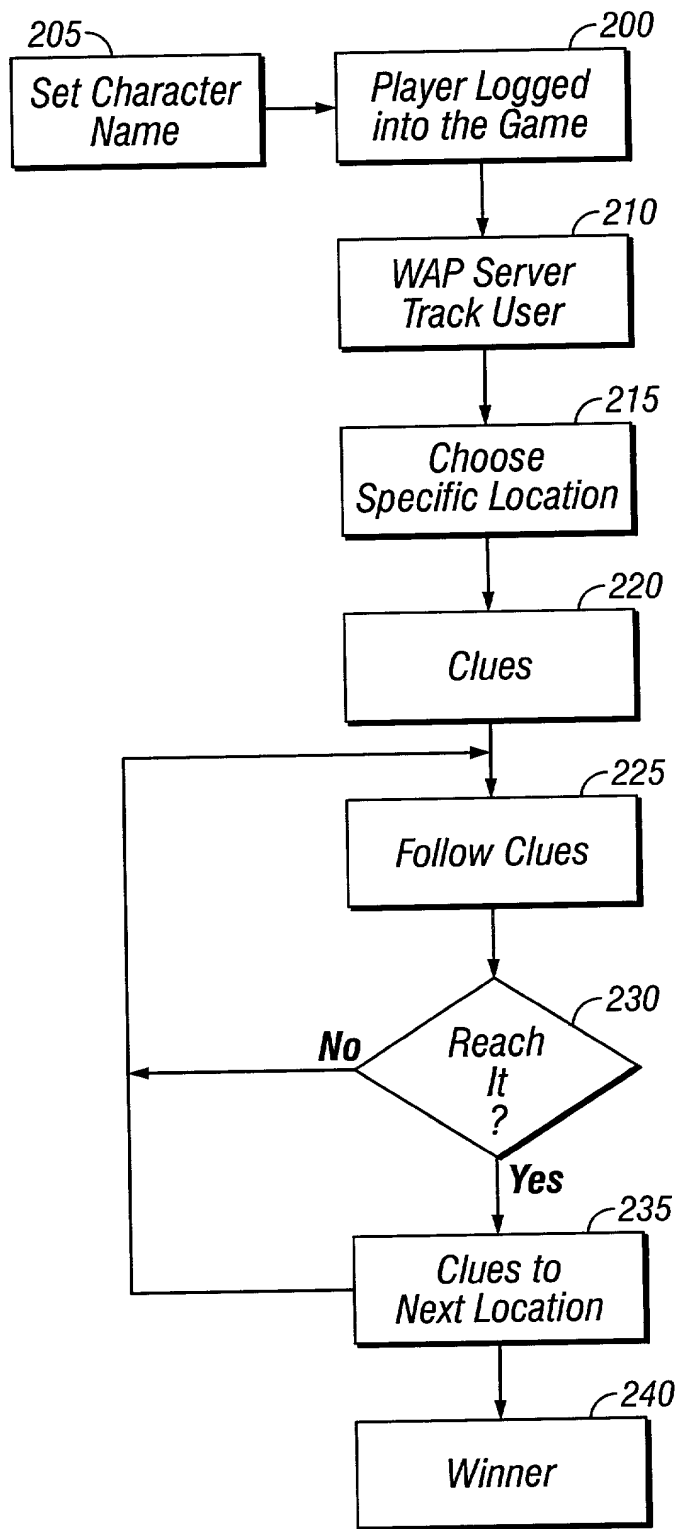 205
Set Character
Name
200
Player Logged
into the Game
210
WAP Server
Track User
215
Choose
Specific Location
220
Clues
225
Follow Clues
230
Reach
It
?
No
Yes
235
Clues to
Next Location
240
Winner